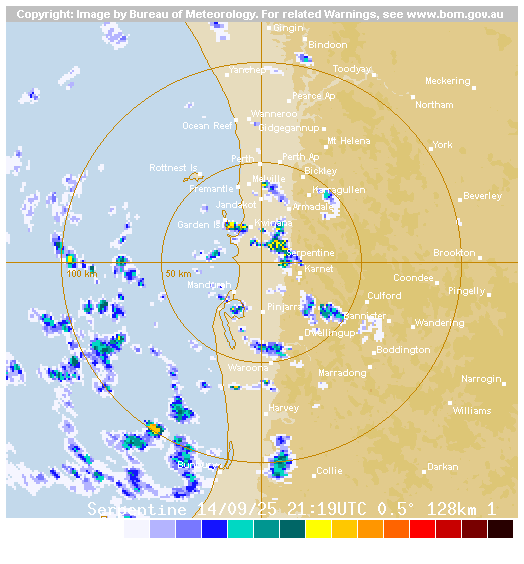 Copyright: Image by Bureau of Meteorology. For related Warnings, see www.bom.gov.au
Gingin
Bindoon
Yanchep
Toodyay
Meckering
Pearce Ap
Northam
Wanneroo
Ocean Reef
Gidgegannup
Mt Helena
York
Perth
Perth Ap
Rottnest Is
Bickley
Melville
Fremantle
Karragullen
Beverley
Jandakot
Armadale
Garden Is
Kwinana
Serpentine
Brookton
100 km
50 km
Karnet
Coondee
Mandurah
Pingelly
Culford
Pinjarra
Bannister
Wandering
Dwellingup
Boddington
Waroona
Marradong
Narrogin
Harvey
Williams
Bunbury
Collie
Darkan
Serpentine 14/09/25 21:19UTC 0.5° 128km 1